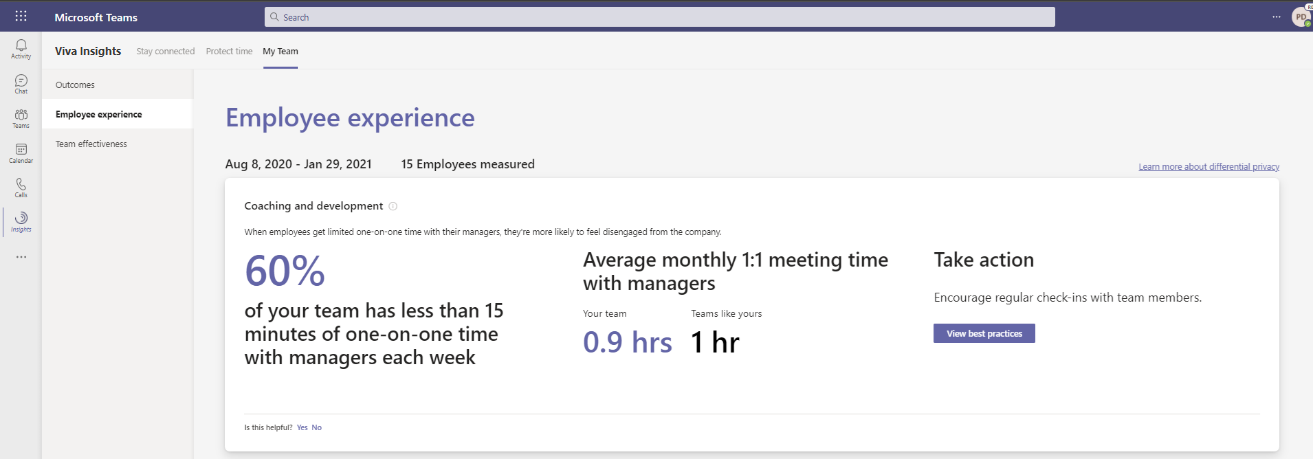 Microsoft Teams
Search
PD
Activity
Chat
Teams
Calendar
Calls
Insights
Viva Insights
Stay connected
Protect time
My Team
Outcomes
Employee experience
Team effectiveness
Employee experience
Aug 8, 2020 - Jan 29, 2021
15 Employees measured
Learn more about differential privacy
Coaching and development
When employees get limited one-on-one time with their managers, they're more likely to feel disengaged from the company.
60%
of your team has less than 15
minutes of one-on-one time
with managers each week
Average monthly 1:1 meeting time
with managers
Your team
Teams like yours
0.9 hrs
1 hr
Take action
Encourage regular check-ins with team members.
View best practices
Is this helpful? Yes No